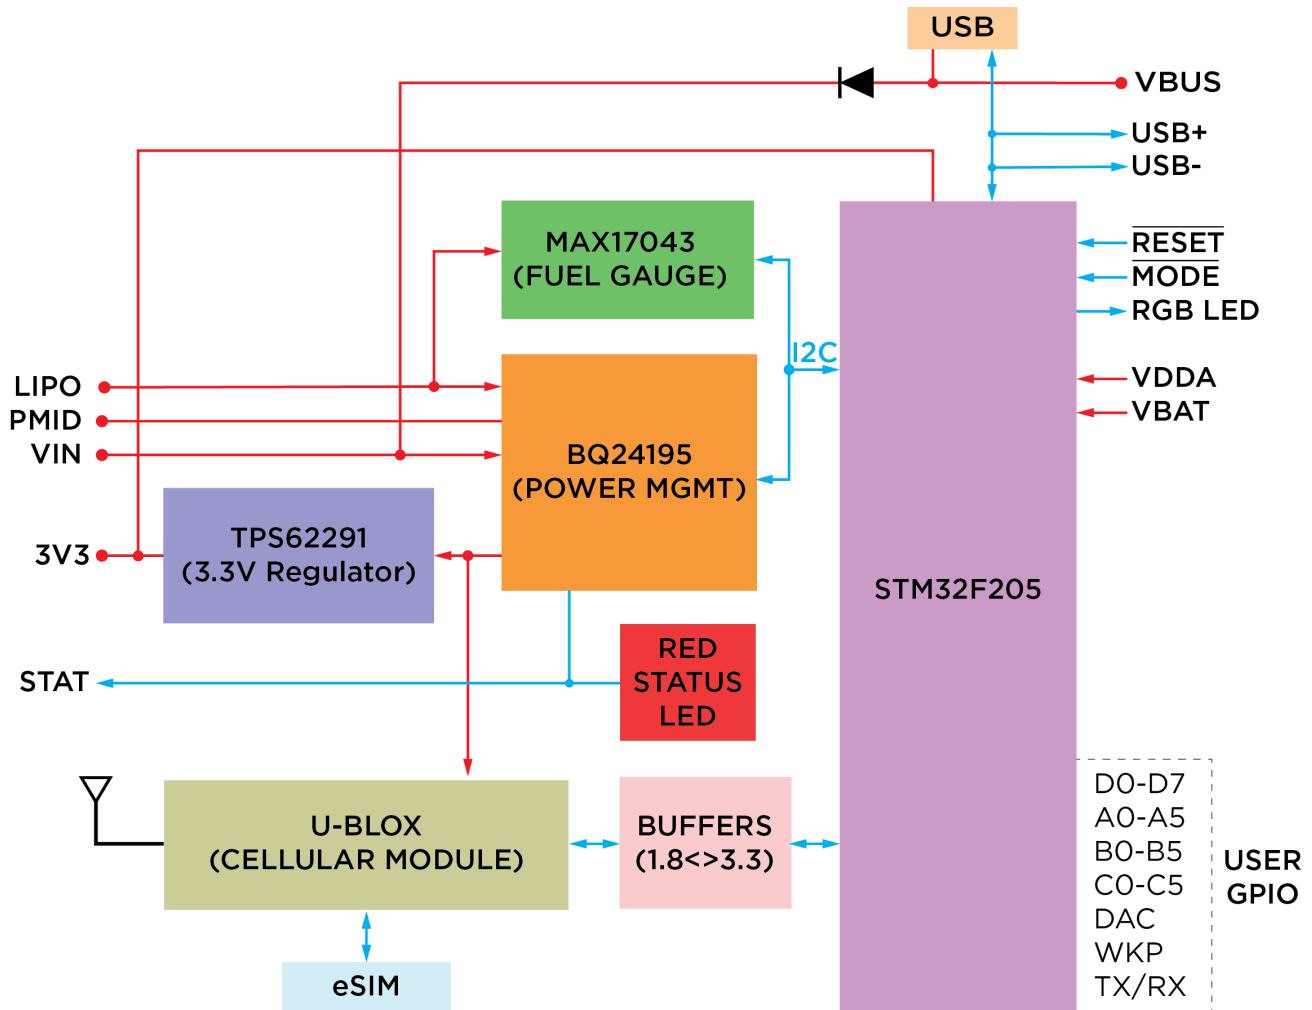 USB
VBUS
USB+
USB-
MAX17043
(FUEL GAUGE)
RESET
MODE
RGB LED
I2C
LIPO
PMID
VIN
VDDA
VBAT
BQ24195
(POWER MGMT)
3V3
TPS62291
(3.3V Regulator)
STM32F205
STAT
RED
STATUS
LED
U-BLOX
(CELLULAR MODULE)
BUFFERS
(1.8<>3.3)
D0-D7
A0-A5
B0-B5
C0-C5
DAC
WKP
TX/RX
USER
GPIO
eSIM